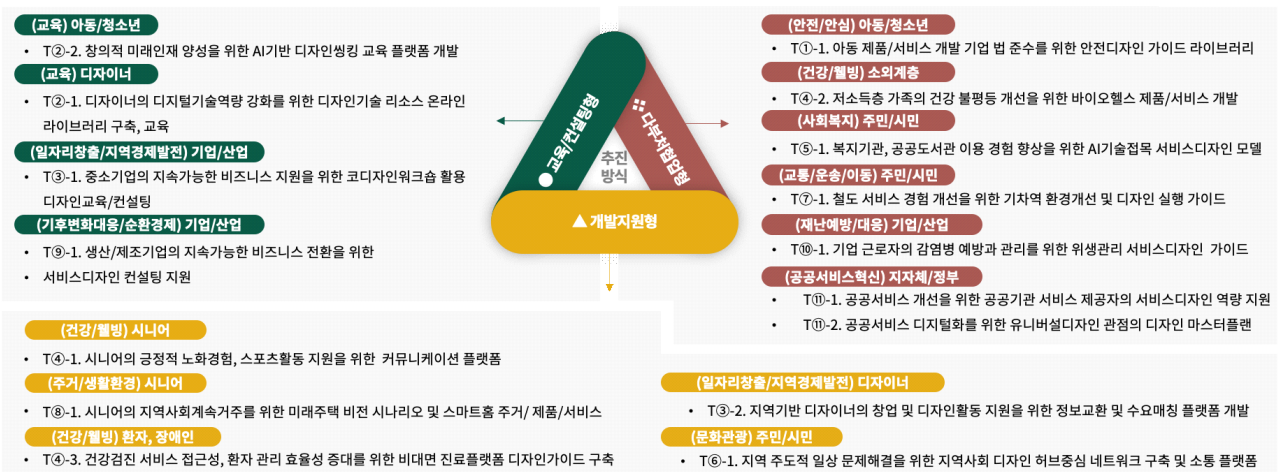 (교육) 아동/청소년
• T②-2. 창의적 미래인재 양성을 위한 AI기반 디자인씽킹 교육 플랫폼 개발
(교육) 디자이너
• T②-1. 디자이너의 디지털기술역량 강화를 위한 디자인기술 리소스 온라인
라이브러리 구축, 교육
(일자리창출/지역경제발전) 기업/산업
• T③-1. 중소기업의 지속가능한 비즈니스 지원을 위한 코디자인워크숍 활용
디자인교육/컨설팅
(기후변화대응/순환경제) 기업/산업
• T⑨-1. 생산/제조기업의 지속가능한 비즈니스 전환을 위한
• 서비스디자인 컨설팅 지원
● 교육/컨설팅형
다부처협업형
추진
방식
▲ 개발지원형
(안전/안심) 아동/청소년
• T①-1. 아동 제품/서비스 개발 기업 법 준수를 위한 안전디자인 가이드 라이브러리
(건강/웰빙) 소외계층
• T④-2. 저소득층 가족의 건강 불평등 개선을 위한 바이오헬스 제품/서비스 개발
(사회복지) 주민/시민
• T⑤-1. 복지기관, 공공도서관 이용 경험 향상을 위한 AI기술접목 서비스디자인 모델
(교통/운송/이동) 주민/시민
• T⑦-1. 철도 서비스 경험 개선을 위한 기차역 환경개선 및 디자인 실행 가이드
(재난예방/대응) 기업/산업
• T⑩-1. 기업 근로자의 감염병 예방과 관리를 위한 위생관리 서비스디자인 가이드
(공공서비스혁신) 지자체/정부
• T⑪-1. 공공서비스 개선을 위한 공공기관 서비스 제공자의 서비스디자인 역량 지원
• T⑪-2. 공공서비스 디지털화를 위한 유니버설디자인 관점의 디자인 마스터플랜
(건강/웰빙) 시니어
• T④-1. 시니어의 긍정적 노화경험, 스포츠활동 지원을 위한 커뮤니케이션 플랫폼
(주거/생활환경) 시니어
• T⑧-1. 시니어의 지역사회계속거주를 위한 미래주택 비전 시나리오 및 스마트홈 주거/ 제품/서비스
(건강/웰빙) 환자, 장애인
• T④-3. 건강검진 서비스 접근성, 환자 관리 효율성 증대를 위한 비대면 진료플랫폼 디자인가이드 구축
(일자리창출/지역경제발전) 디자이너
• T③-2. 지역기반 디자이너의 창업 및 디자인활동 지원을 위한 정보교환 및 수요매칭 플랫폼 개발
(문화관광) 주민/시민
• T⑥-1. 지역 주도적 일상 문제해결을 위한 지역사회 디자인 허브중심 네트워크 구축 및 소통 플랫폼